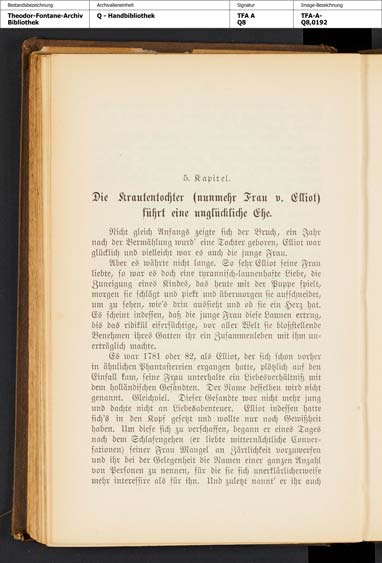 Bestandsbezeichnung
Archivalieneinheit
Signatur
Image-Bezeichnung
Theodor-Fontane-Archiv
Bibliothek
Q - Handbibliothek
TFA A
Q8
TFA-A-
Q8,0192
5. Kapitel.
Die Krautentochter (nunmehr Frau v. Elliot)
führt eine unglückliche Ehe.
Nicht gleich Anfangs zeigte sich der Bruch, ein Jahr
nach der Vermählung wurd' eine Tochter geboren, Elliot war
glücklich und vielleicht war es auch die junge Frau.
Aber es währte nicht lange. So sehr Elliot seine Frau
liebte, so war es doch eine tyrannisch-launenhafte Liebe, die
Zuneigung eines Kindes, das heute mit der Puppe spielt,
morgen sie schlägt und piekt und übermorgen sie aufschneidet,
um zu sehen, wie's drin aussieht und ob sie ein Herz hat.
Es scheint indessen, daß die junge Frau diese Launen ertrug,
bis das ridikül eifersüchtige, vor aller Welt sie bloßstellende
Benehmen ihres Gatten ihr ein Zusammenleben mit ihm un-
erträglich machte.
Es war 1781 oder 82, als Elliot, der sich schon vorher
in ähnlichen Phantastereien ergangen hatte, plötzlich auf den
Einfall kam, seine Frau unterhalte ein Liebesverhältniß mit
dem holländischen Gesandten. Der Name desselben wird nicht
genannt. Gleichviel. Dieser Gesandte war nicht mehr jung
und dachte nicht an Liebesabenteuer. Elliot indessen hatte
sich's in den Kopf gesetzt und wollte nur noch Gewißheit
haben. Um diese sich zu verschaffen, begann er eines Tages
nach dem Schlafengehen (er liebte mitternächtliche Conver-
sationen) seiner Frau Mangel an Zärtlichkeit vorzuwerfen
und ihr bei der Gelegenheit die Namen einer ganzen Anzahl
von Personen zu nennen, für die sie sich unerklärlicherweise
mehr interessire als für ihn. Und zuletzt nannt' er ihr auch